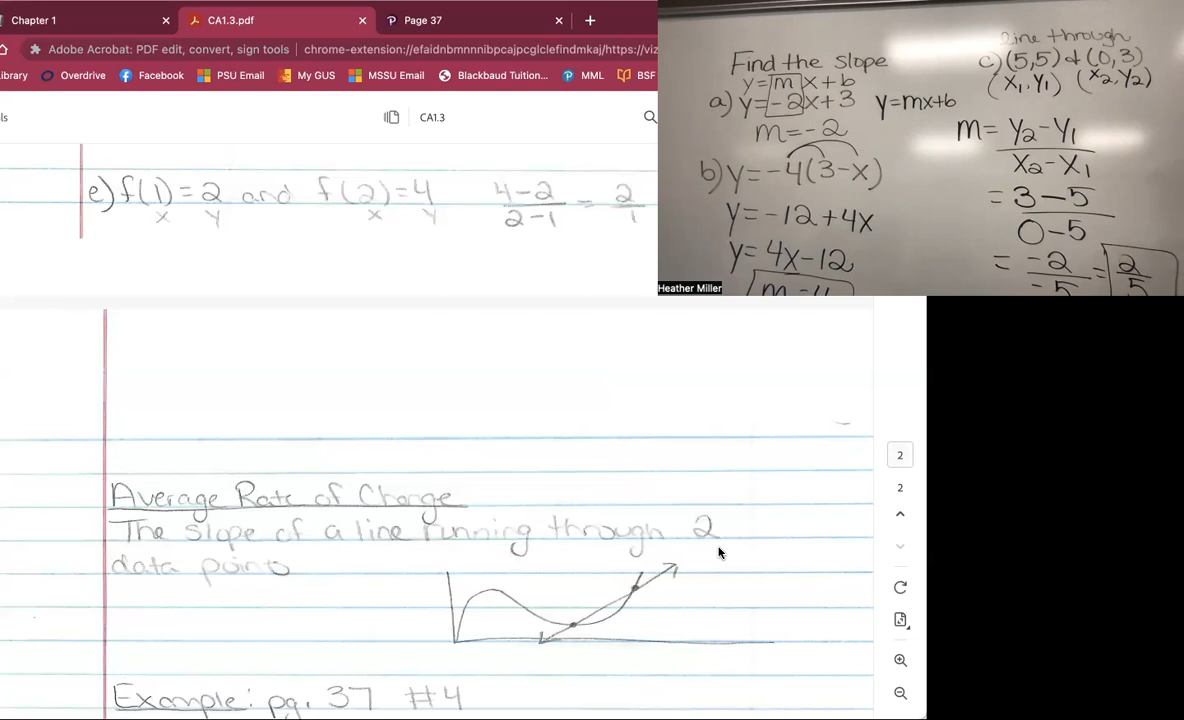 Chapter 1
CA1.3.pdf
Page 37
Adobe Acrobat: PDF edit, convert, sign tools
chrome-extension://efaidnbmnnnibpcajpcglclefindmkaj/https://viz
Library
Overdrive
Facebook
PSU Email
My GUS
MSSU Email
Blackbaud Tuition...
MML
BSF
ls
CA1.3
e) f(1)=2 and f(2)=4
x y x y
4-2
2-1
= 2
1
Find the slope
y=mx+b
a) y=-2x+3 y=mx+b
m=-2
b) y=-4(3-x)
y=-12+4x
y=4x-12
line through
c) (5,5) & (0,3)
(x1,y1) (x2,y2)
m= y2-y1
x2-x1
= 3-5
0-5
= -2 = 2
-5 5
Heather Miller
2
2
Average Rate of Change
The slope of a line running through 2
data points
Example: pg. 37 #4